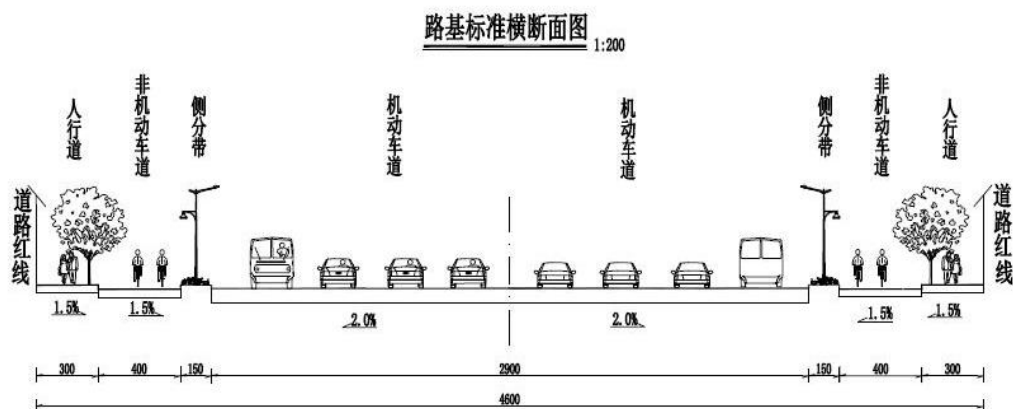 路基标准横断面图 1:200
人行道
非机动车道
侧分带
机动车道
机动车道
侧分带
非机动车道
人行道
道路红线
道路红线
1.5%
1.5%
2.0%
2.0%
1.5%
1.5%
300
400
150
2900
150
400
300
4600